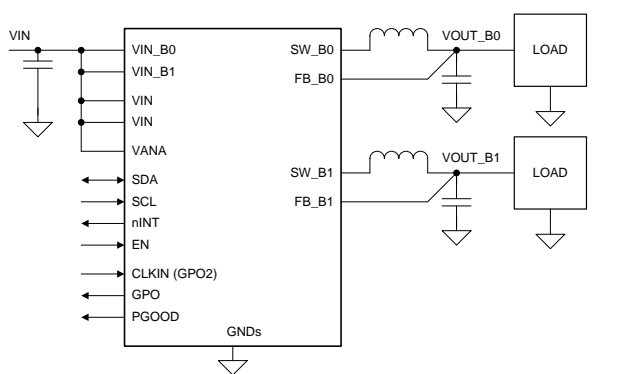 VIN
VIN_B0
VIN_B1
VIN
VIN
VANA
SDA
SCL
nINT
EN
CLKIN (GPO2)
GPO
PGOOD
GNDs
SW_B0
FB_B0
VOUT_B0
LOAD
SW_B1
FB_B1
VOUT_B1
LOAD